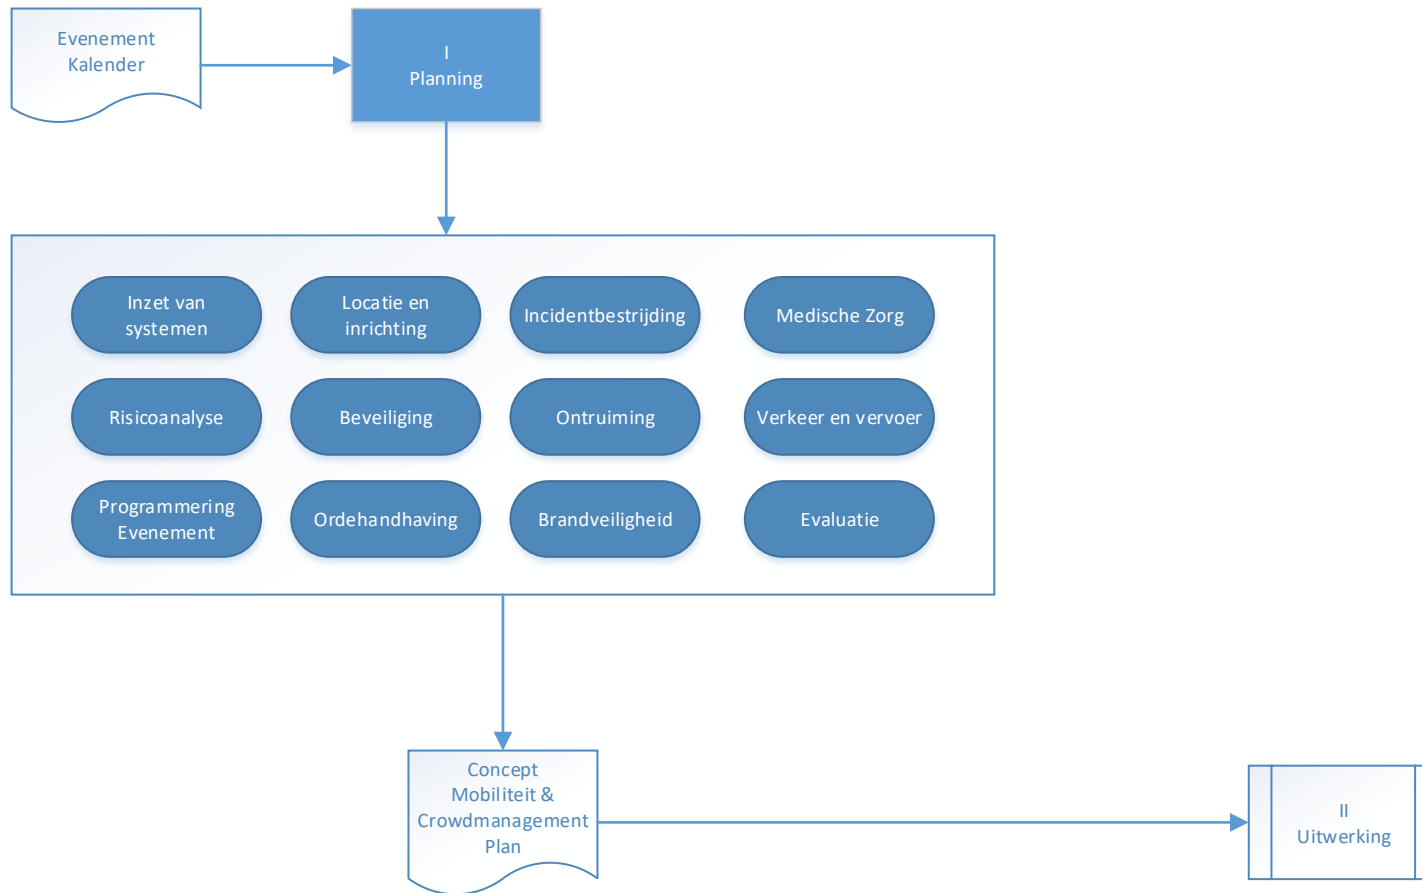 Evenement
Kalender
I
Planning
Inzet van
systemen
Locatie en
inrichting
Incidentbestrijding
Medische Zorg
Risicoanalyse
Beveiliging
Ontruiming
Verkeer en vervoer
Programmering
Evenement
Ordehandhaving
Brandveiligheid
Evaluatie
Concept
Mobiliteit &
Crowdmanagement
Plan
II
Uitwerking